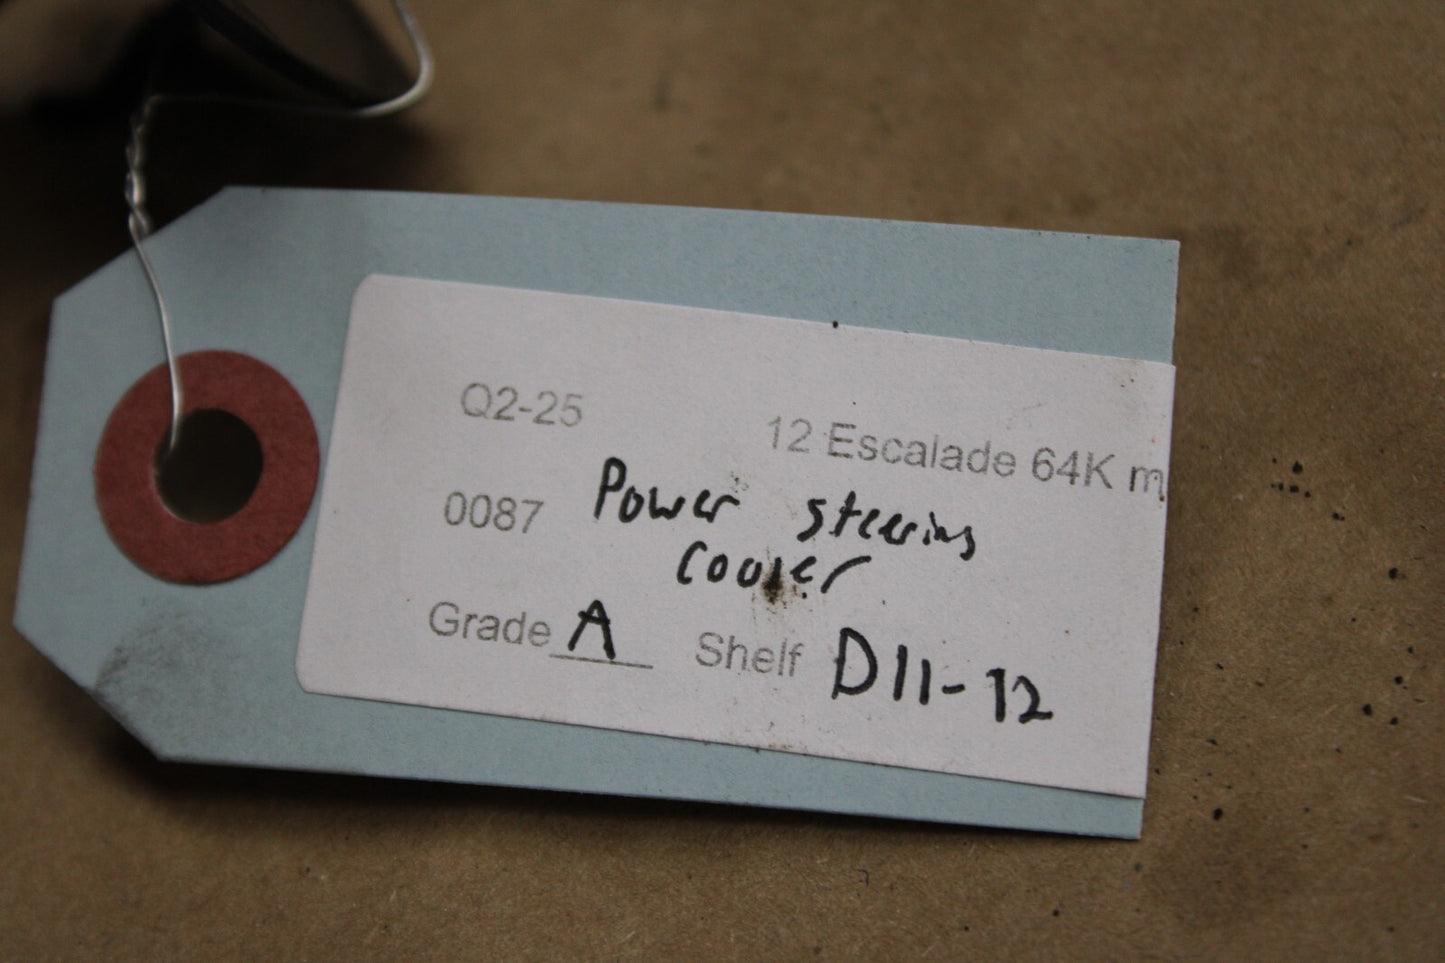 Q2-25 12 Escalade 64K m
0087 Power steering
cooler
Grade A Shelf D11-12